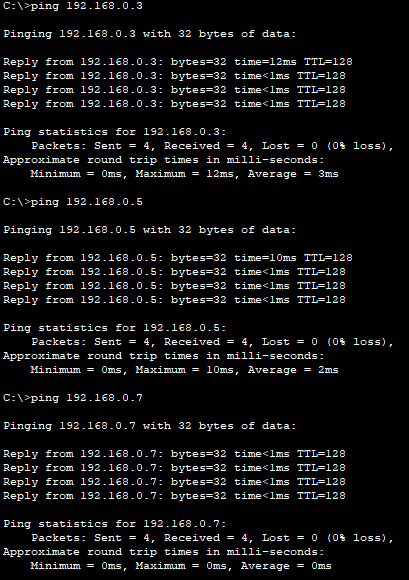 C:\>ping 192.168.0.3
Pinging 192.168.0.3 with 32 bytes of data:
Reply from 192.168.0.3: bytes=32 time=12ms TTL=128
Reply from 192.168.0.3: bytes=32 time<1ms TTL=128
Reply from 192.168.0.3: bytes=32 time<1ms TTL=128
Reply from 192.168.0.3: bytes=32 time<1ms TTL=128
Ping statistics for 192.168.0.3:
Packets: Sent = 4, Received = 4, Lost = 0 (0% loss),
Approximate round trip times in milli-seconds:
Minimum = 0ms, Maximum = 12ms, Average = 3ms
C:\>ping 192.168.0.5
Pinging 192.168.0.5 with 32 bytes of data:
Reply from 192.168.0.5: bytes=32 time=10ms TTL=128
Reply from 192.168.0.5: bytes=32 time<1ms TTL=128
Reply from 192.168.0.5: bytes=32 time<1ms TTL=128
Reply from 192.168.0.5: bytes=32 time<1ms TTL=128
Ping statistics for 192.168.0.5:
Packets: Sent = 4, Received = 4, Lost = 0 (0% loss),
Approximate round trip times in milli-seconds:
Minimum = 0ms, Maximum = 10ms, Average = 2ms
C:\>ping 192.168.0.7
Pinging 192.168.0.7 with 32 bytes of data:
Reply from 192.168.0.7: bytes=32 time<1ms TTL=128
Reply from 192.168.0.7: bytes=32 time<1ms TTL=128
Reply from 192.168.0.7: bytes=32 time<1ms TTL=128
Reply from 192.168.0.7: bytes=32 time<1ms TTL=128
Ping statistics for 192.168.0.7:
Packets: Sent = 4, Received = 4, Lost = 0 (0% loss),
Approximate round trip times in milli-seconds:
Minimum = 0ms, Maximum = 0ms, Average = 0ms